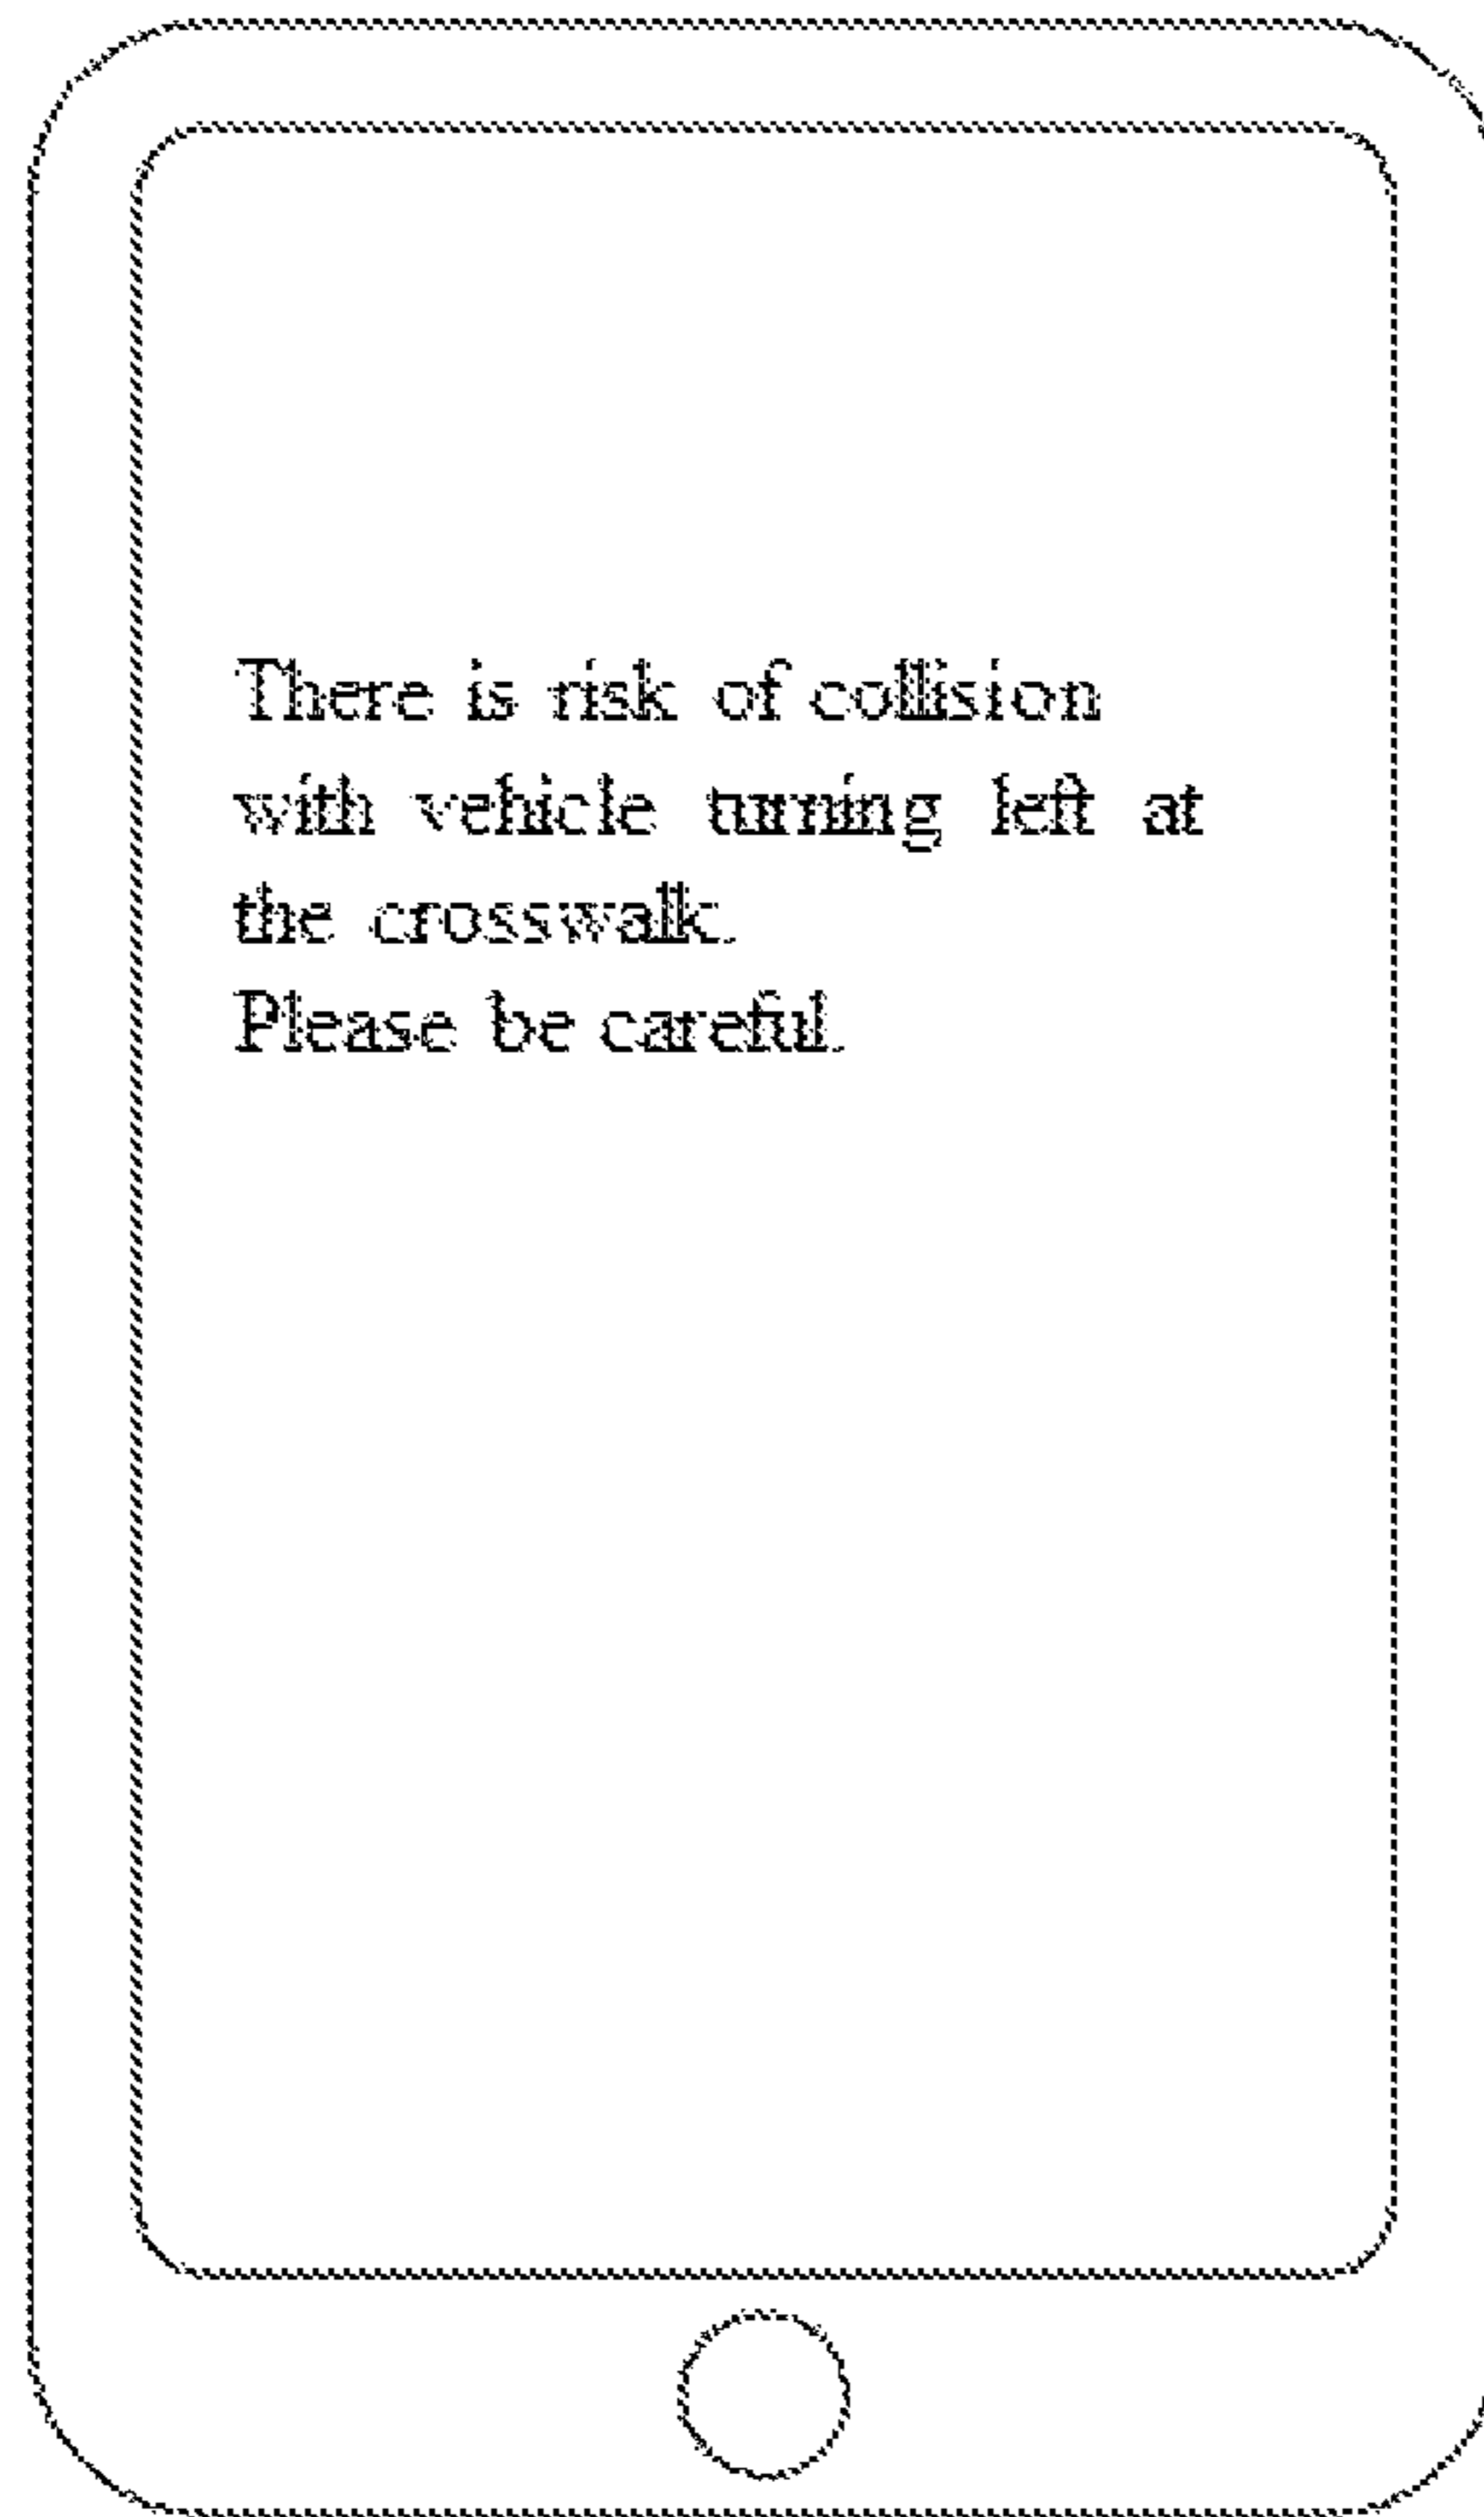 There is risk of collision
with vehicle turning left at
the crosswalk.
Please be careful.